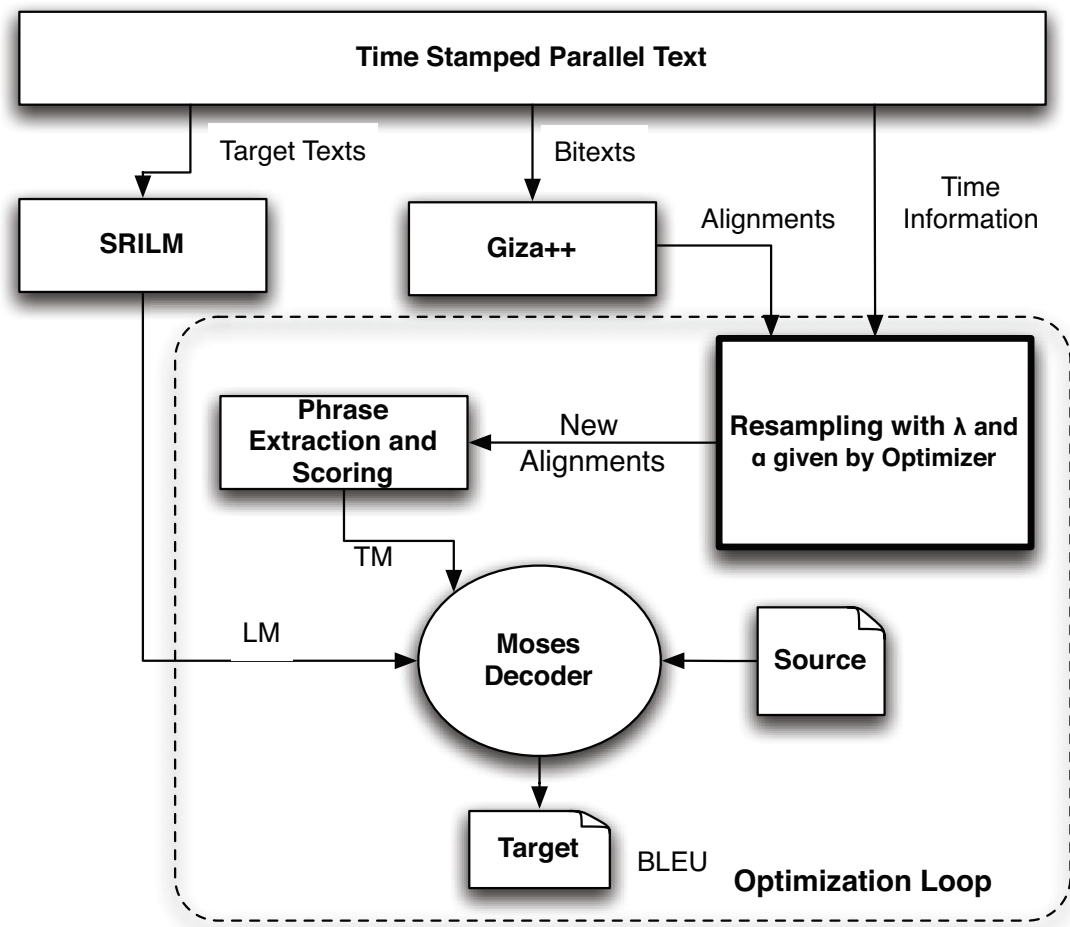 Time Stamped Parallel Text
Target Texts
Bitexts
Time
Information
SRILM
Giza++
Alignments
Phrase
Extraction and
Scoring
New
Alignments
Resampling with λ and
α given by Optimizer
TM
LM
Moses
Decoder
Source
Target
BLEU
Optimization Loop